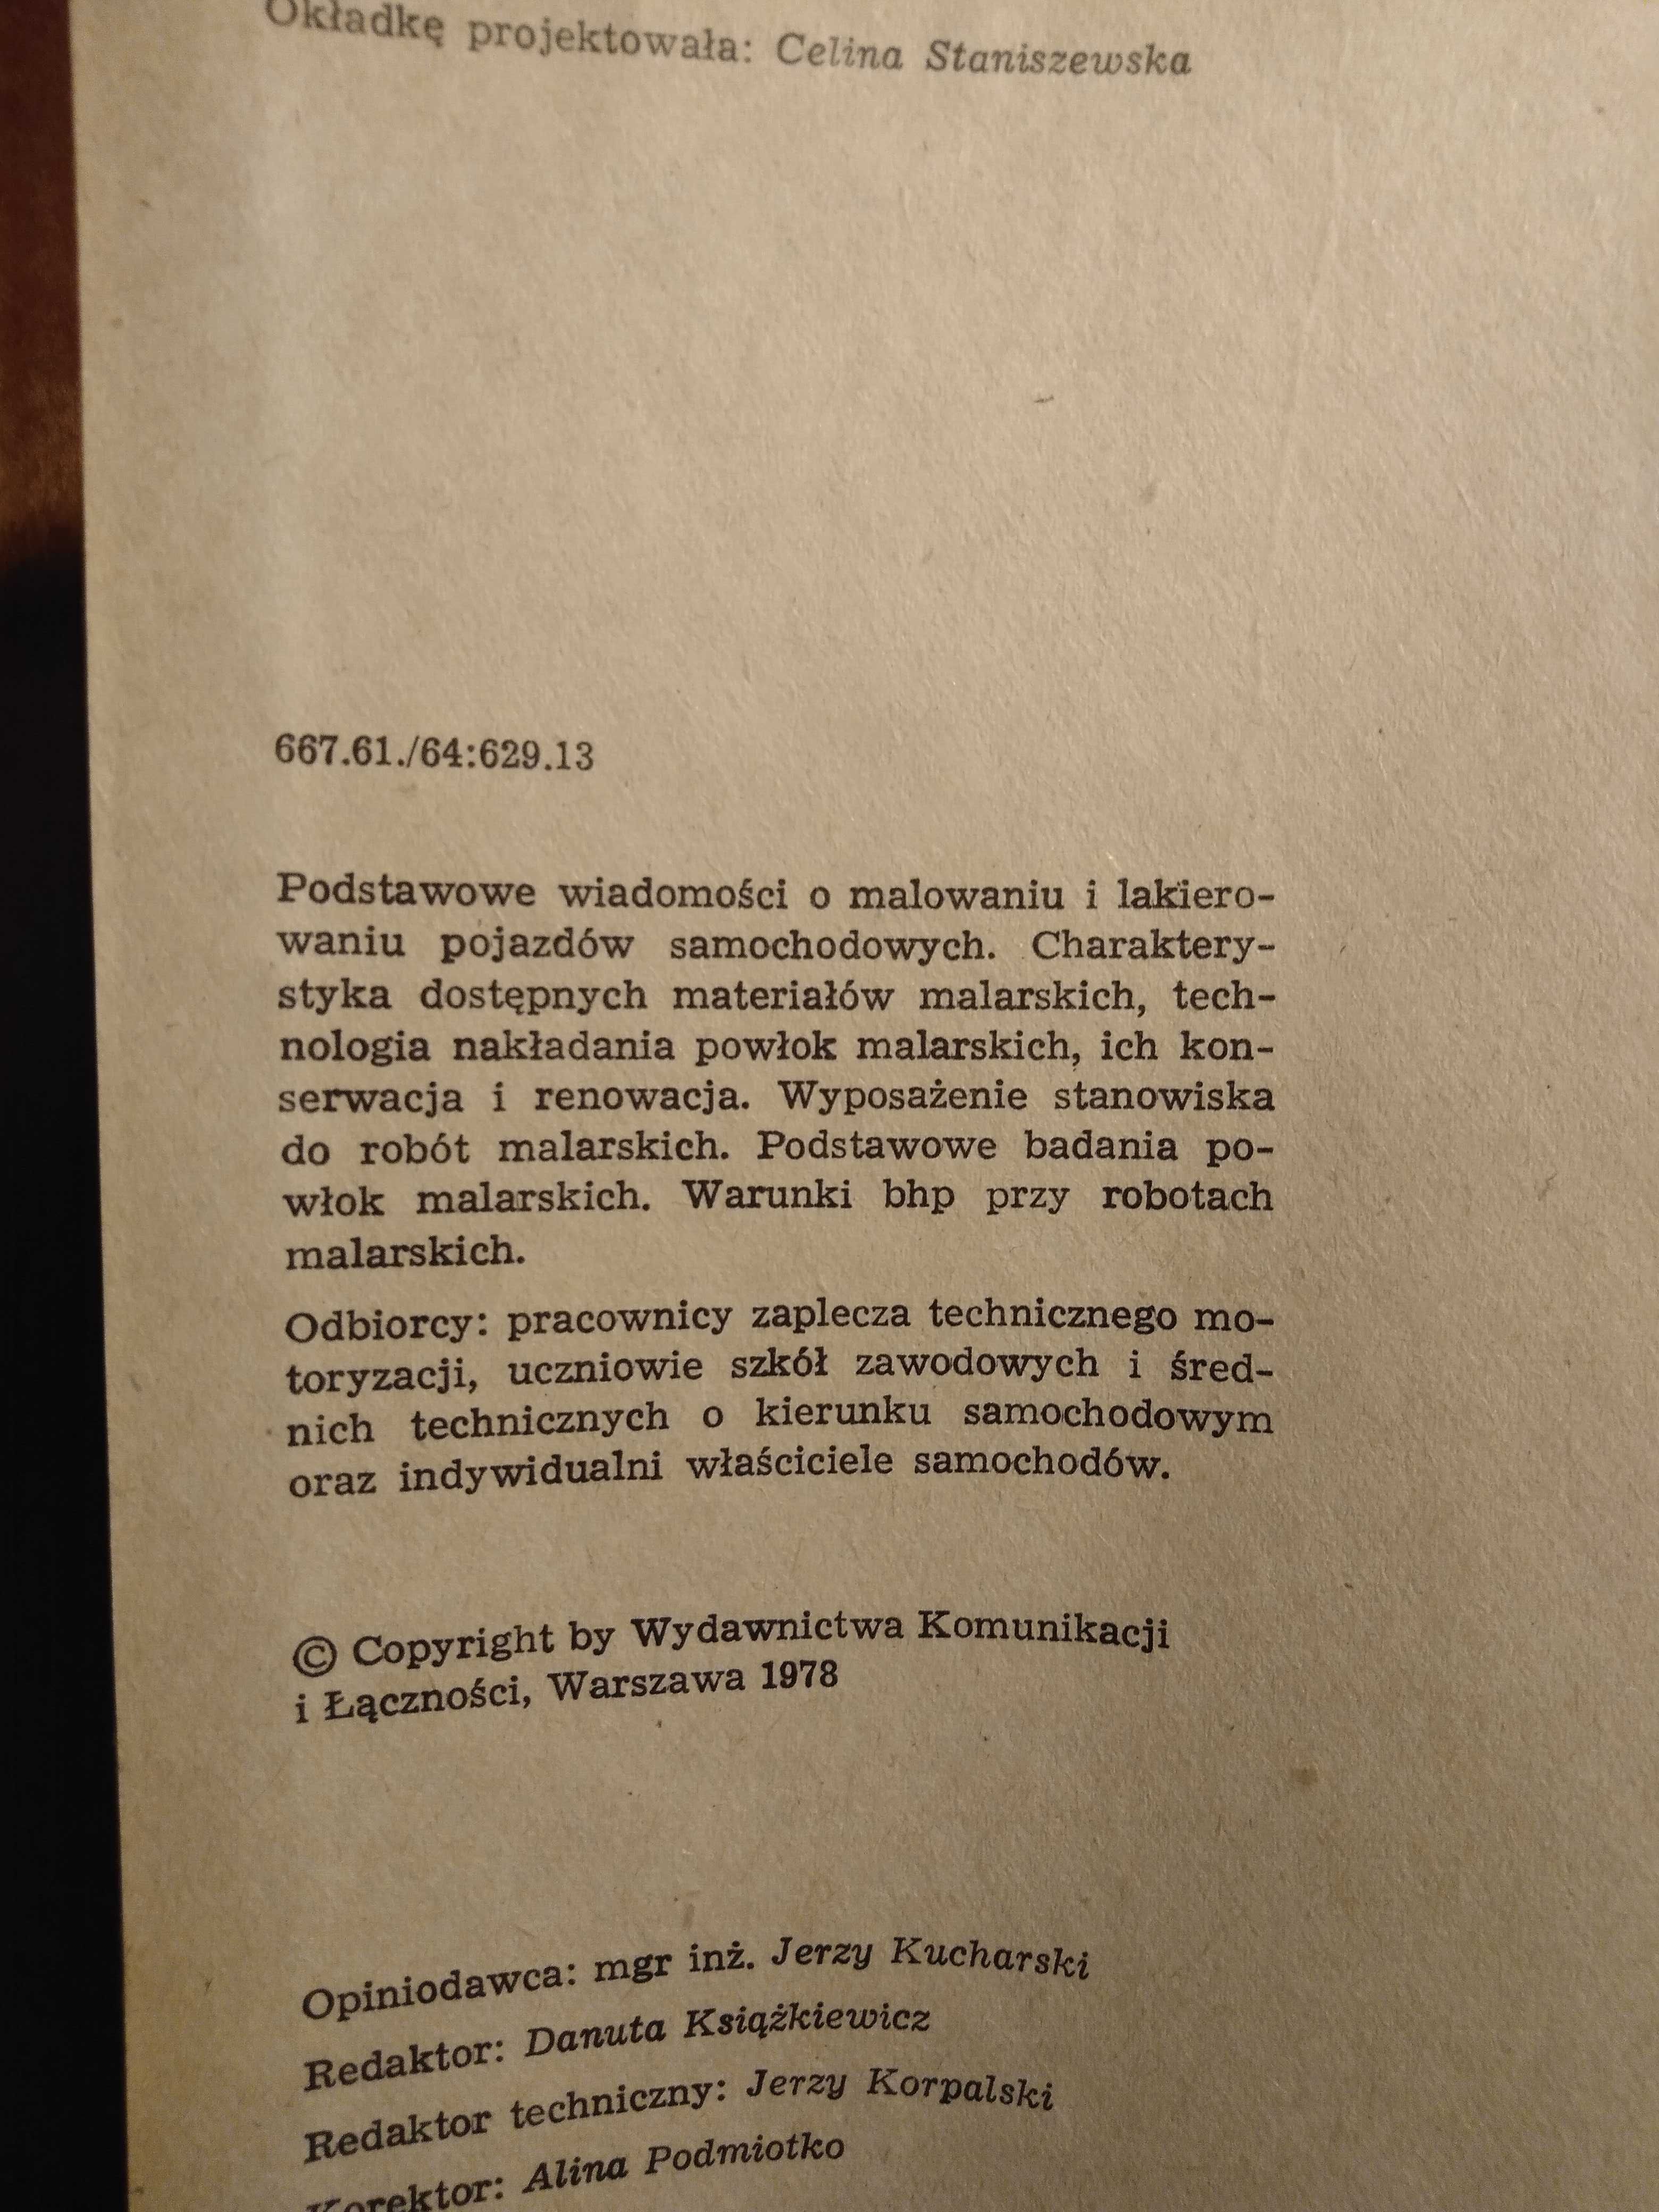 Okładkę projektowała: Celina Staniszewska
667.61./64:629.13
Podstawowe wiadomości o malowaniu i lakiero-
waniu pojazdów samochodowych. Charaktery-
styka dostępnych materiałów malarskich, tech-
nologia nakładania powłok malarskich, ich kon-
serwacja i renowacja. Wyposażenie stanowiska
do robót malarskich. Podstawowe badania po-
włok malarskich. Warunki bhp przy robotach
malarskich.
Odbiorcy: pracownicy zaplecza technicznego mo-
toryzacji, uczniowie szkół zawodowych i śred-
nich technicznych o kierunku samochodowym
oraz indywidualni właściciele samochodów.
© Copyright by Wydawnictwa Komunikacji
i Łączności, Warszawa 1978
Opiniodawca: mgr inż. Jerzy Kucharski
Redaktor: Danuta Książkiewicz
Redaktor techniczny: Jerzy Korpalski
Korektor: Alina Podmiotko